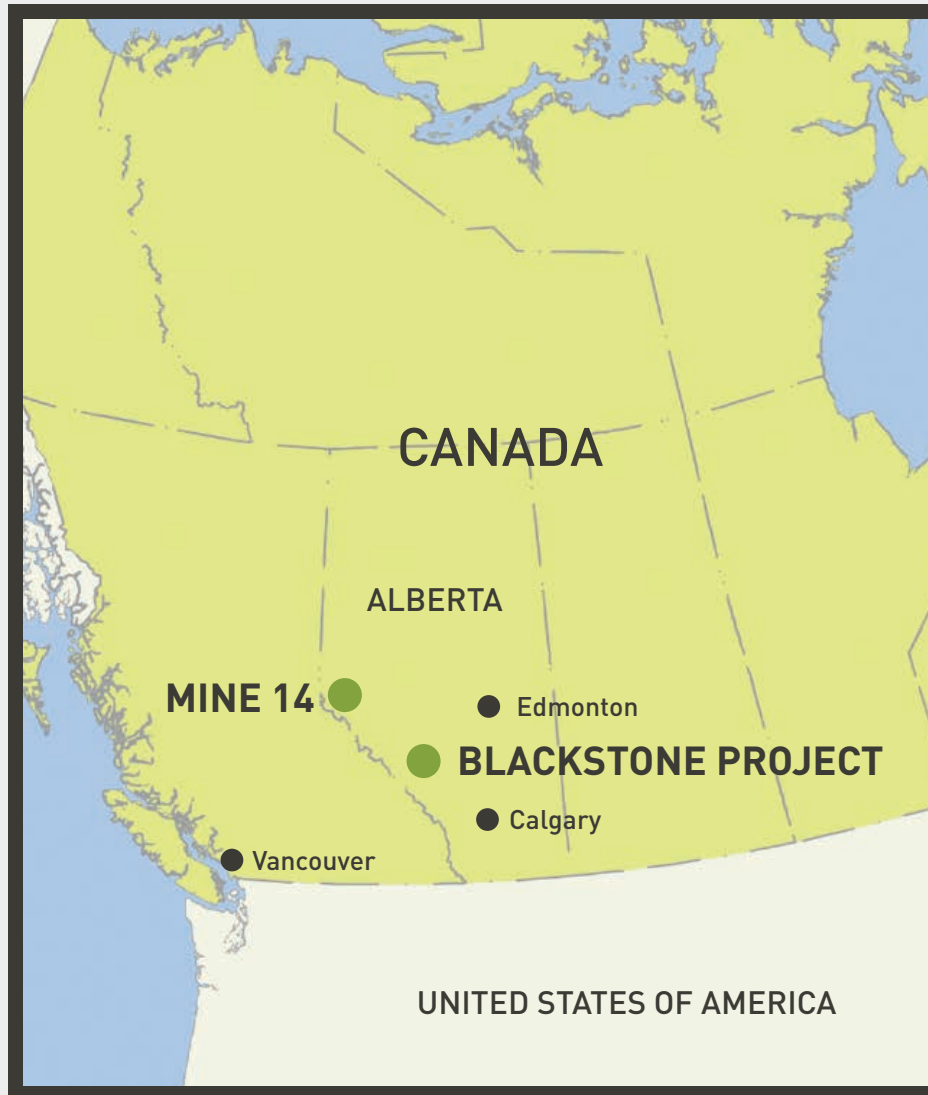 CANADA
ALBERTA
MINE 14
Edmonton
BLACKSTONE PROJECT
Calgary
Vancouver
UNITED STATES OF AMERICA